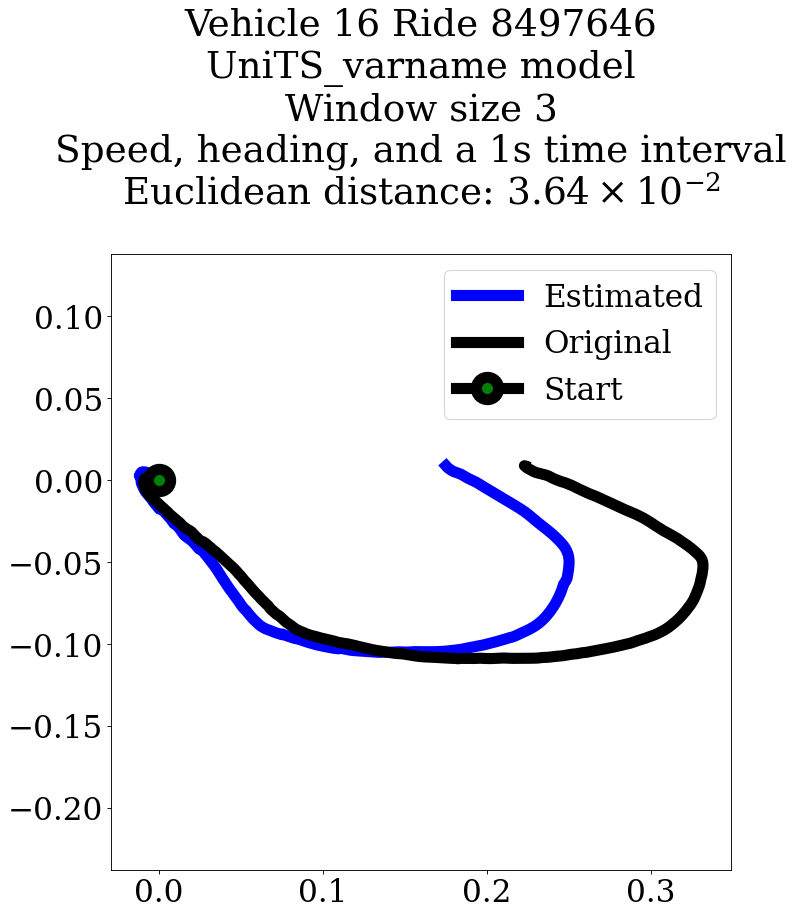 Vehicle 16 Ride 8497646
UniTS_varname model
Window size 3
Speed, heading, and a 1s time interval
Euclidean distance: 3.64 × 10⁻²
Estimated
Original
Start
0.10
0.05
0.00
−0.05
−0.10
−0.15
−0.20
0.0 0.1 0.2 0.3